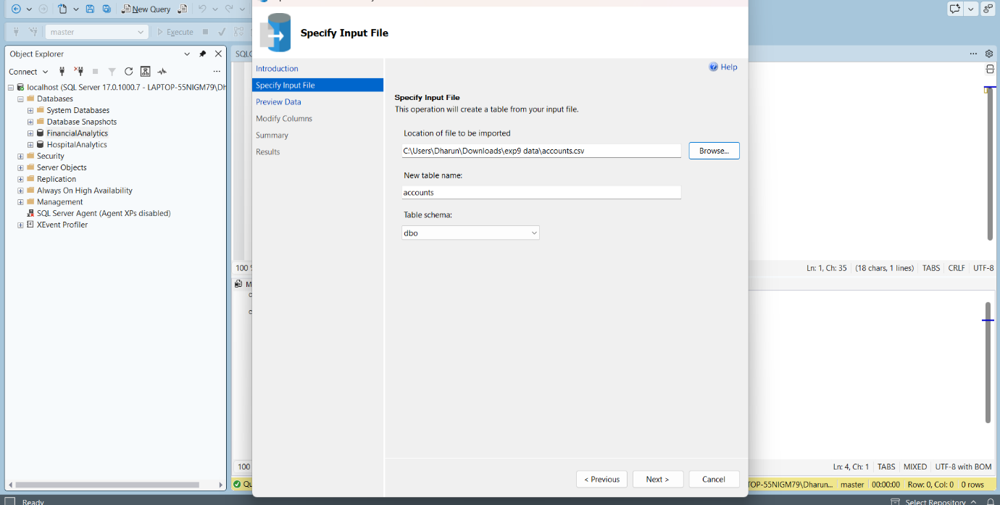 New Query
master
Execute
Object Explorer
Connect
localhost (SQL Server 17.0.1000.7 - LAPTOP-55NIGM79\Dh
Databases
System Databases
Database Snapshots
FinancialAnalytics
HospitalAnalytics
Security
Server Objects
Replication
Always On High Availability
Management
SQL Server Agent (Agent XPs disabled)
XEvent Profiler
SQLQ
100 %
M
100
Qu
Specify Input File
Introduction
Specify Input File
Preview Data
Modify Columns
Summary
Results
Help
Specify Input File
This operation will create a table from your input file.
Location of file to be imported
C:\Users\Dharun\Downloads\exp9 data\accounts.csv
Browse...
New table name:
accounts
Table schema:
dbo
< Previous
Next >
Cancel
Ln: 1, Ch: 35
(18 chars, 1 lines)
TABS
CRLF
UTF-8
Ln: 4, Ch: 1
TABS
MIXED
UTF-8 with BOM
TOP-55NIGM79\Dharun...
master
00:00:00
Row: 0, Col: 0
0 rows
Ready
Select Repository